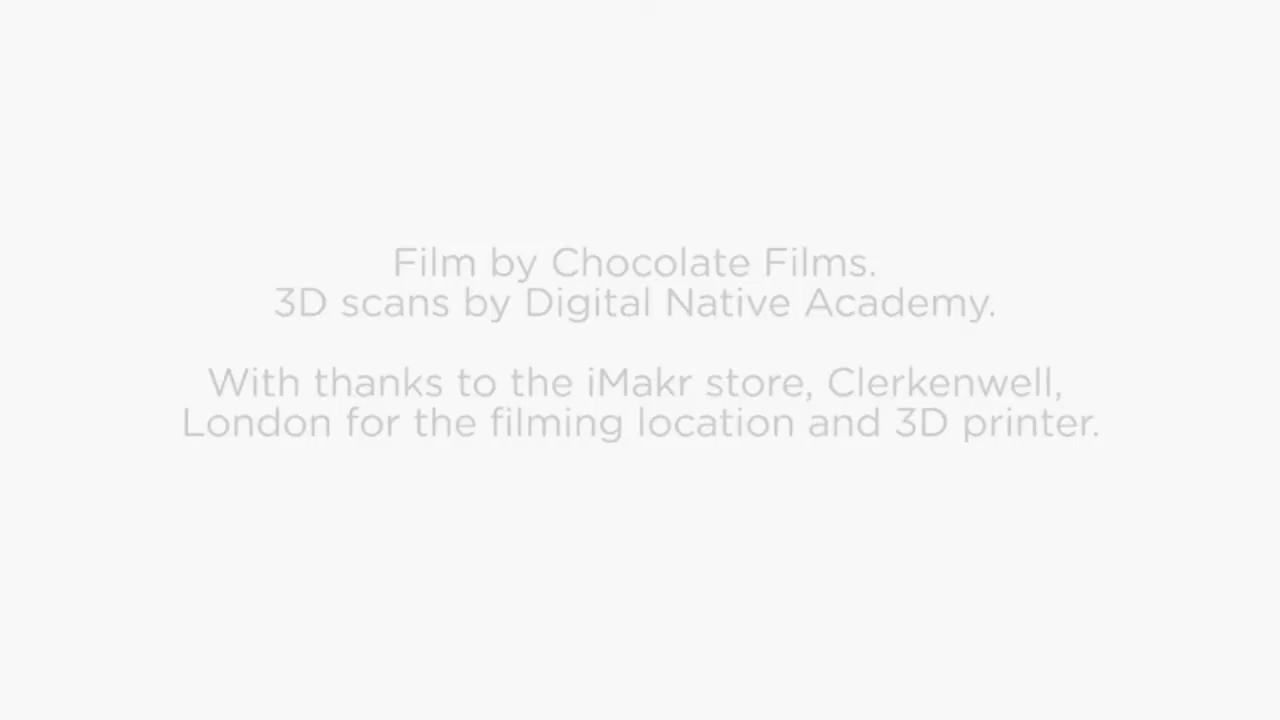 Film by Chocolate Films.
3D scans by Digital Native Academy.
With thanks to the iMakr store, Clerkenwell,
London for the filming location and 3D printer.